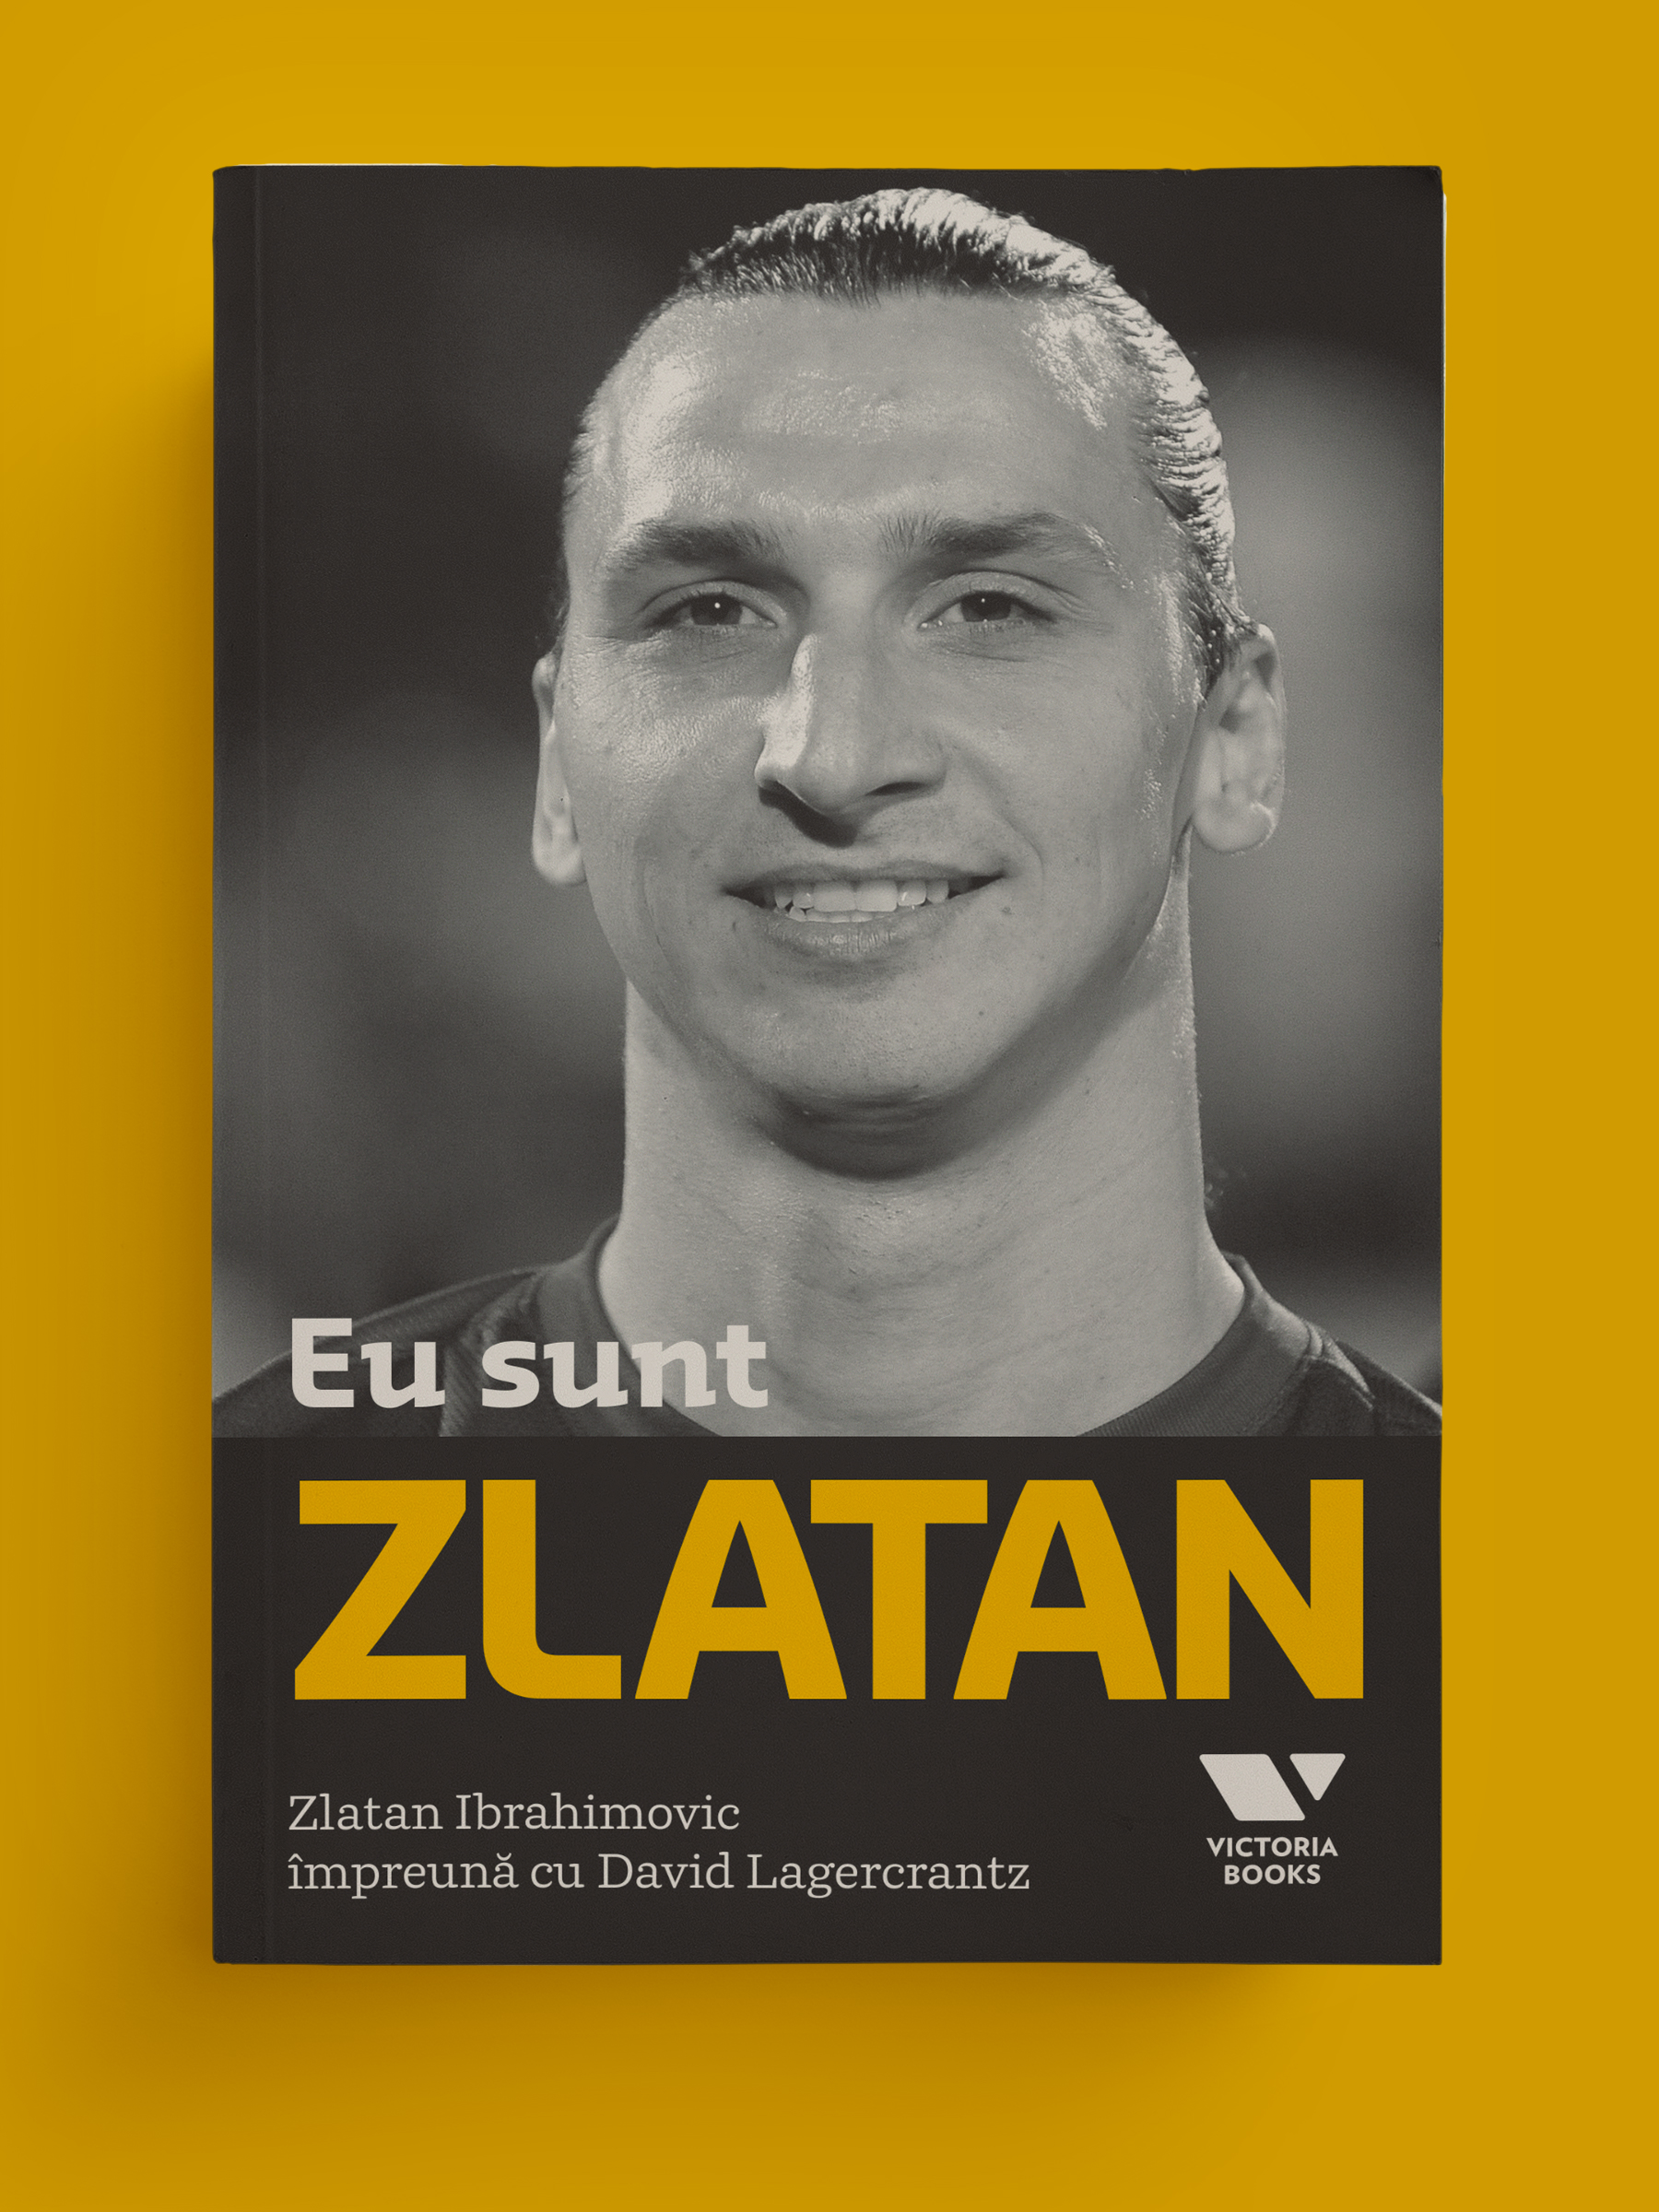 Eu sunt
ZLATAN
Zlatan Ibrahimovic
împreună cu David Lagercrantz
VICTORIA
BOOKS